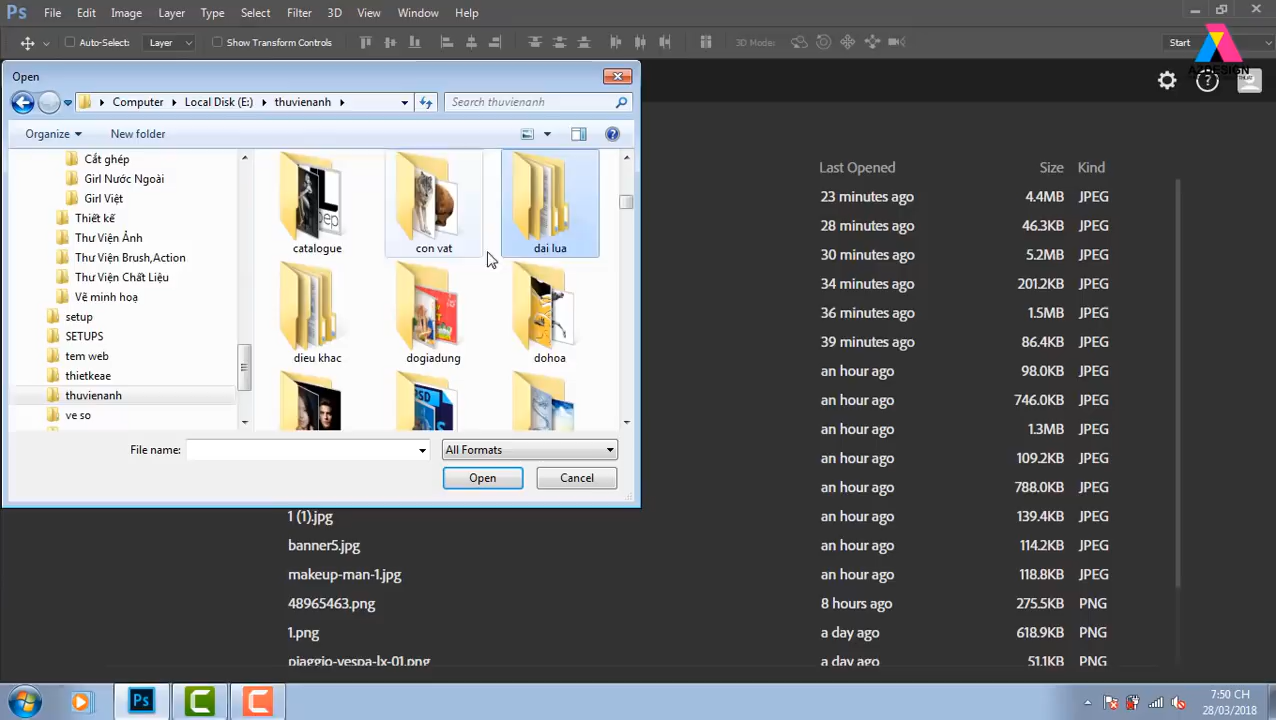 Ps File Edit Image Layer Type Select Filter 3D View Window Help
Auto-Select: Layer Show Transform Controls 3D Mode: Start
AZDESIGN
Open
Computer Local Disk (E:) thuvienanh Search thuvienanh
Organize New folder
Cắt ghép
Girl Nước Ngoài
Girl Việt
Thiết kế
Thư Viện Ảnh
Thư Viện Brush,Action
Thư Viện Chất Liệu
Vẽ minh hoạ
setup
SETUPS
tem web
thietkeae
thuvienanh
ve so
catalogue con vat dai lua
dieu khac dogiadung dohoa
PSD
File name: All Formats
Open Cancel
Last Opened Size Kind
23 minutes ago 4.4MB JPEG
28 minutes ago 46.3KB JPEG
30 minutes ago 5.2MB JPEG
34 minutes ago 201.2KB JPEG
36 minutes ago 1.5MB JPEG
39 minutes ago 86.4KB JPEG
an hour ago 98.0KB JPEG
an hour ago 746.0KB JPEG
an hour ago 1.3MB JPEG
an hour ago 109.2KB JPEG
an hour ago 788.0KB JPEG
1 (1).jpg an hour ago 139.4KB JPEG
banner5.jpg an hour ago 114.2KB JPEG
makeup-man-1.jpg an hour ago 118.8KB JPEG
48965463.png 8 hours ago 275.5KB PNG
1.png a day ago 618.9KB PNG
piaggio-vespa-lx-01.png a day ago 51.1KB PNG
Ps 7:50 CH
28/03/2018